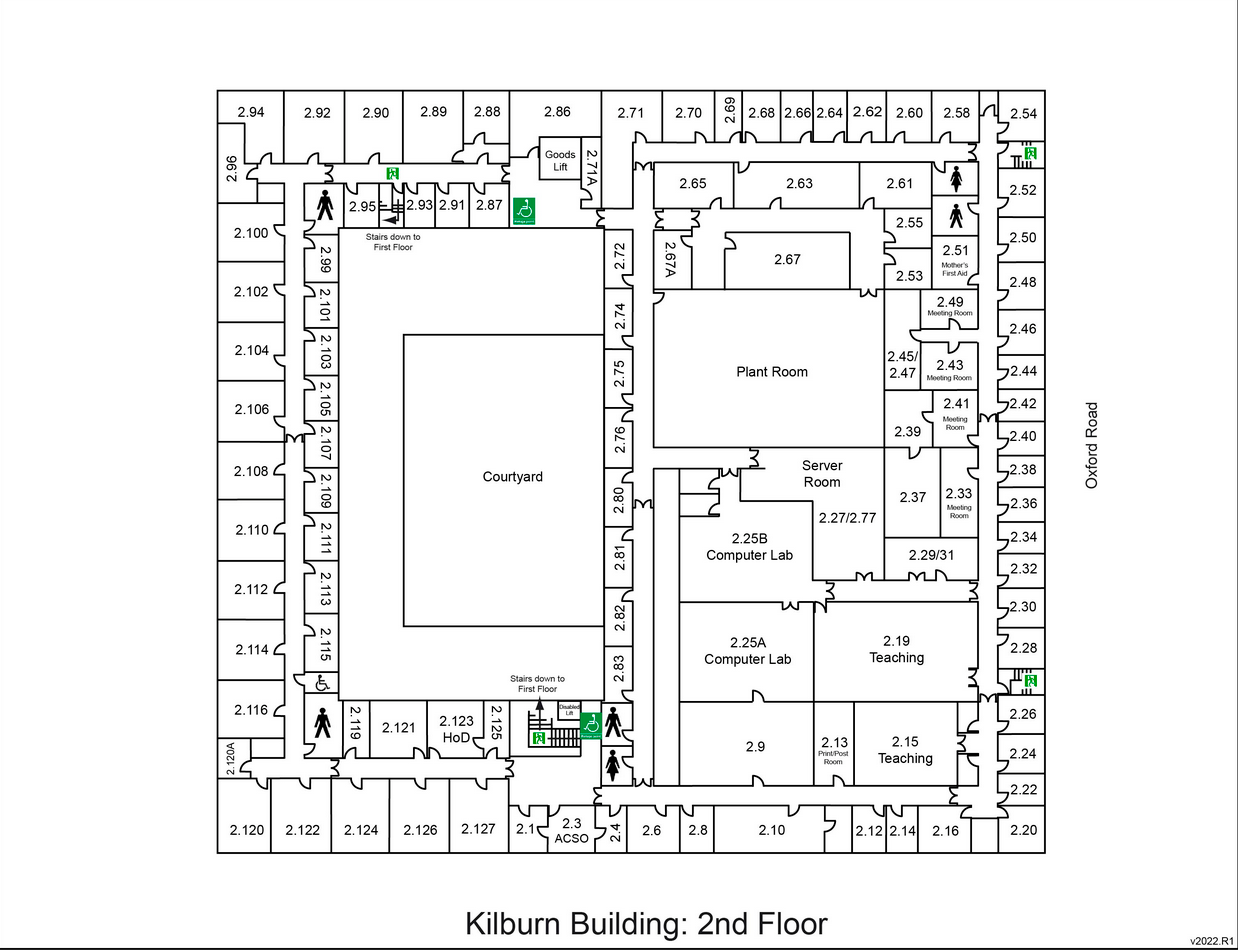 2.94
2.92
2.90
2.89
2.88
2.86
2.71
2.70
2.69
2.68
2.66
2.64
2.62
2.60
2.58
2.54
2.96
Goods
Lift
2.71A
2.65
2.63
2.61
2.52
2.95
2.93
2.91
2.87
Stairs down to
First Floor
2.100
2.99
2.72
2.67A
2.67
2.55
2.53
2.51
Mother's
First Aid
2.50
2.48
2.102
2.101
2.74
2.49
Meeting Room
2.46
2.104
2.103
2.75
Plant Room
2.45/
2.47
2.43
Meeting Room
2.44
2.106
2.105
2.41
Meeting
Room
2.42
2.107
2.76
2.39
2.40
Oxford Road
2.108
Courtyard
Server
Room
2.27/2.77
2.38
2.109
2.80
2.37
2.33
Meeting
Room
2.36
2.110
2.111
2.81
2.25B
Computer Lab
2.29/31
2.34
2.32
2.112
2.113
2.82
2.30
2.114
2.115
2.83
2.25A
Computer Lab
2.19
Teaching
2.28
Stairs down to
First Floor
2.116
2.119
2.121
2.123
HoD
2.125
Disabled
Lift
2.26
2.120A
2.9
2.13
Print/Post
Room
2.15
Teaching
2.24
2.22
2.120
2.122
2.124
2.126
2.127
2.1
2.3
ACSO
2.4
2.6
2.8
2.10
2.12
2.14
2.16
2.20
Kilburn Building: 2nd Floor
v2022.R1